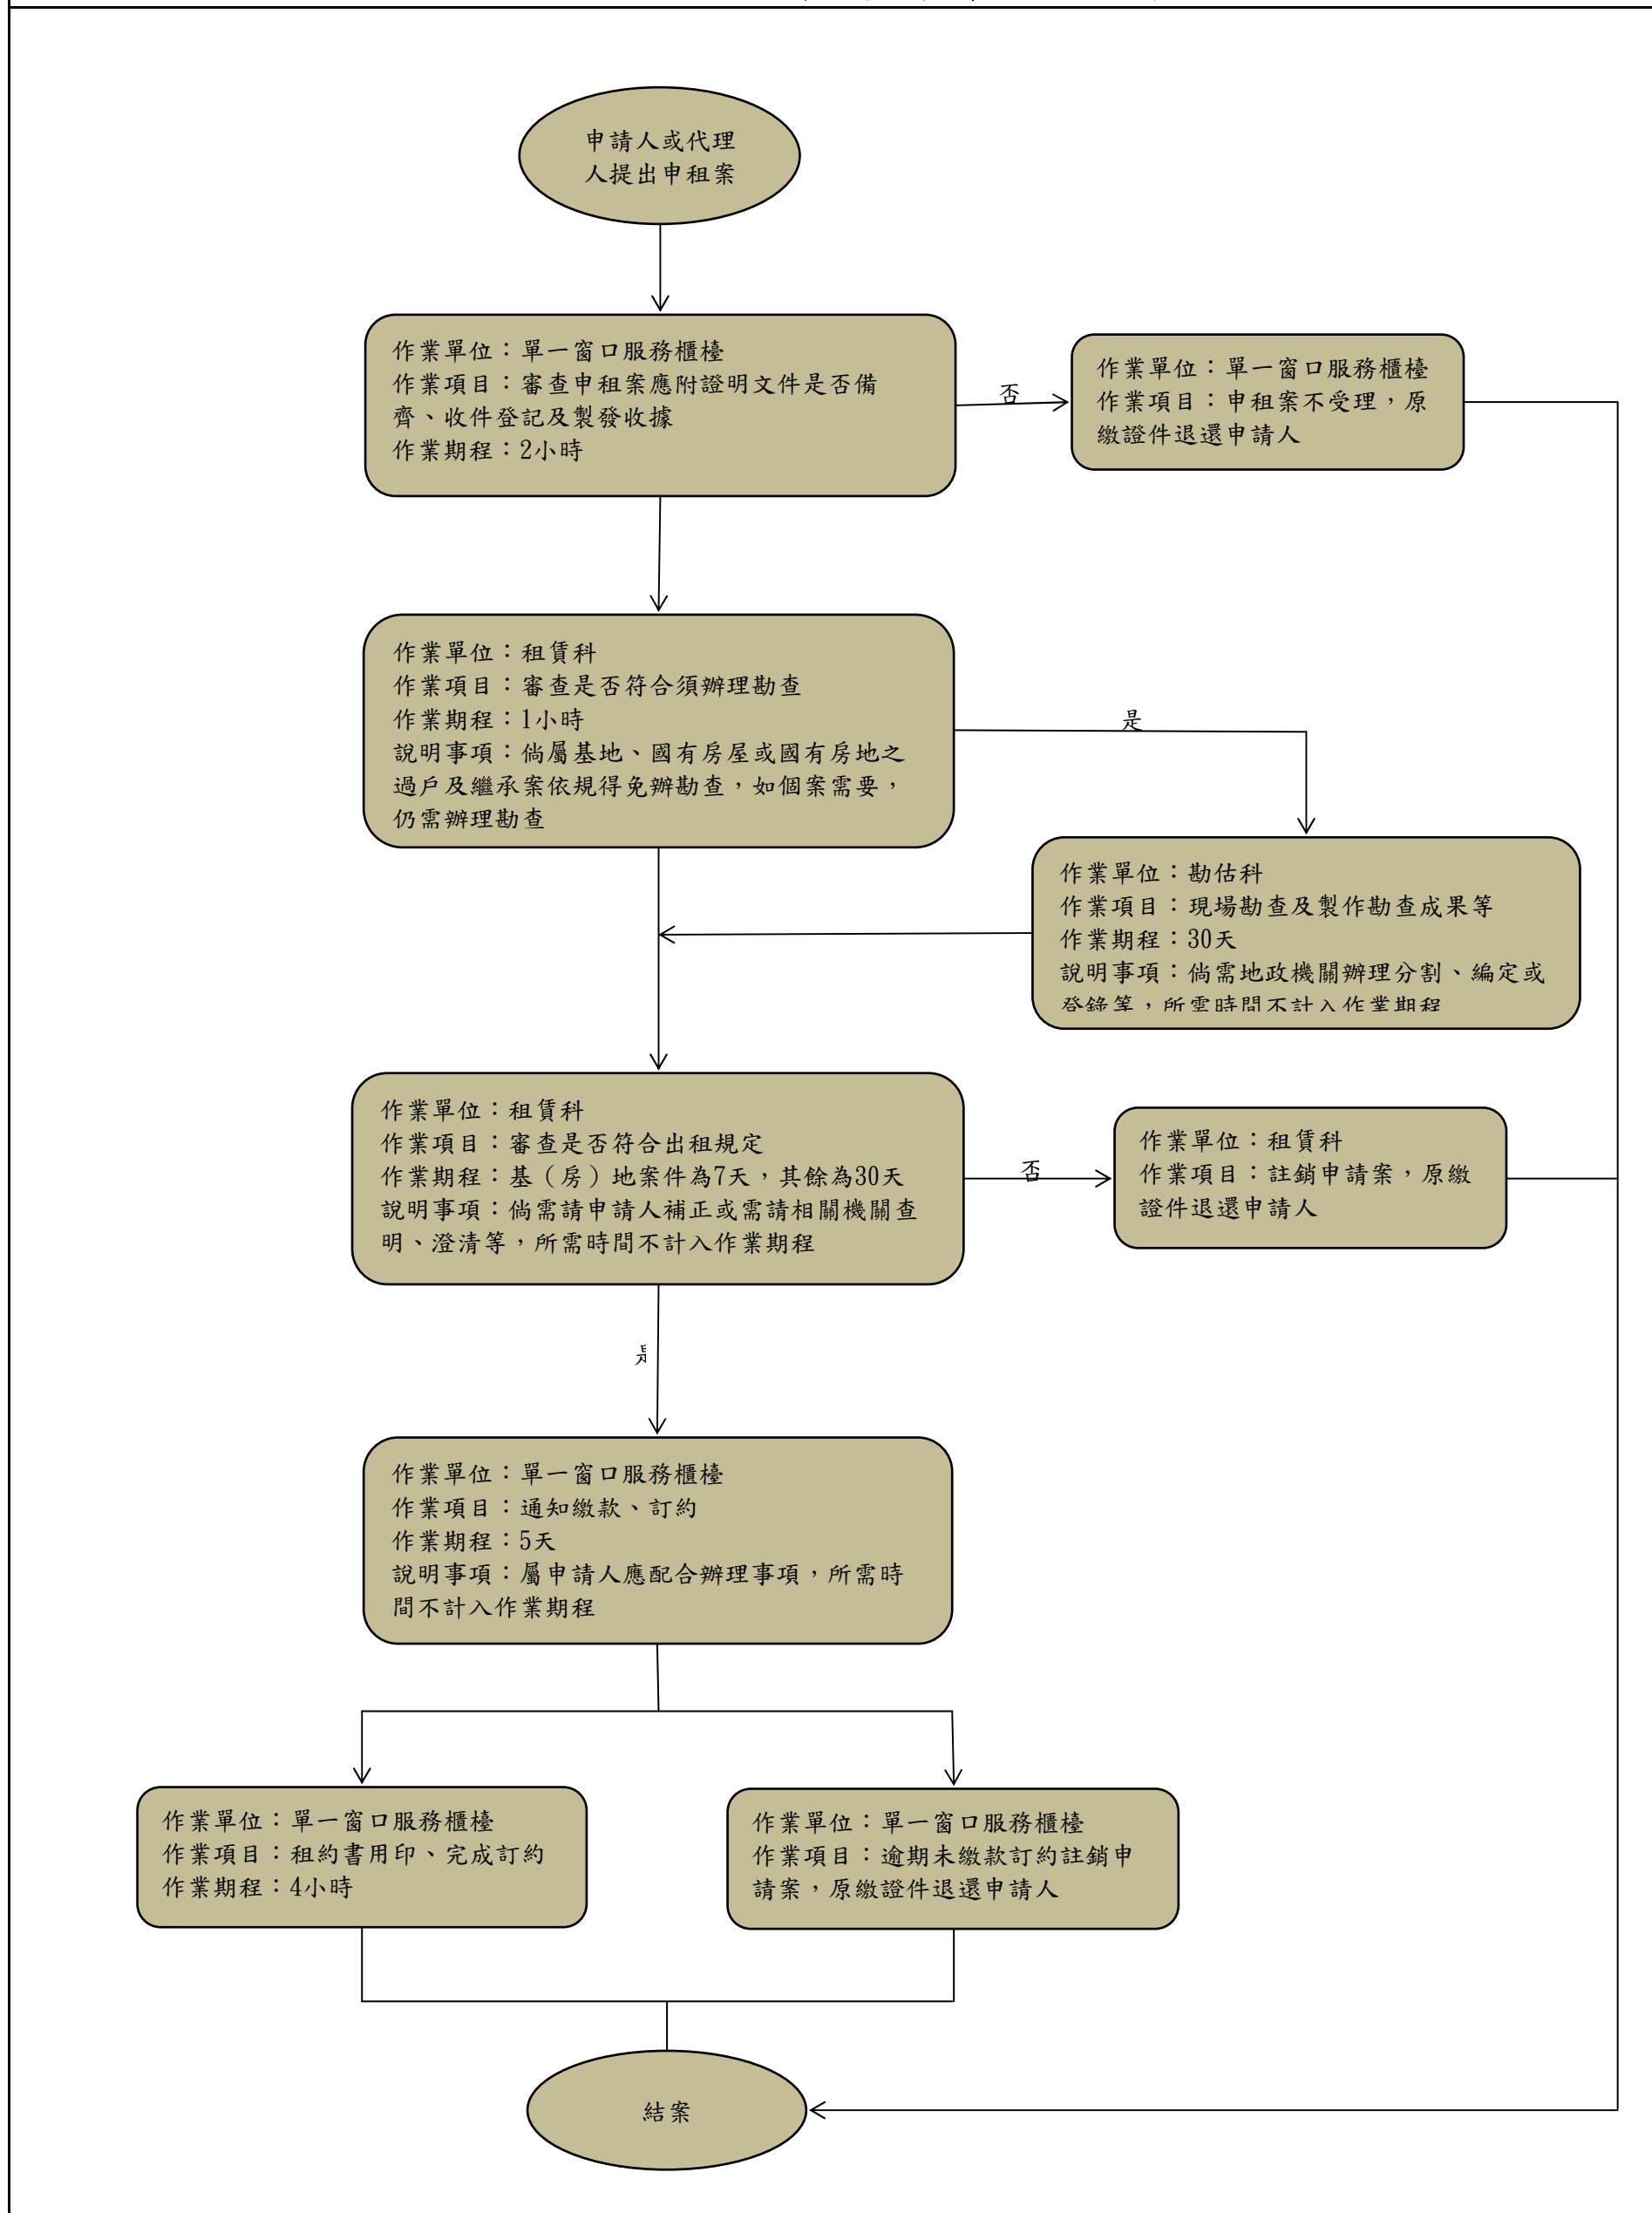 申請人或代理
人提出申租案
作業單位：單一窗口服務櫃檯
作業項目：審查申租案應附證明文件是否備
齊、收件登記及製發收據
作業期程：2小時
否
作業單位：單一窗口服務櫃檯
作業項目：申租案不受理，原
繳證件退還申請人
作業單位：租賃科
作業項目：審查是否符合須辦理勘查
作業期程：1小時
說明事項：倘屬基地、國有房屋或國有房地之
過戶及繼承案依規得免辦勘查，如個案需要，
仍需辦理勘查
是
作業單位：勘估科
作業項目：現場勘查及製作勘查成果等
作業期程：30天
說明事項：倘需地政機關辦理分割、編定或
登錄等，所需時間不計入作業期程
作業單位：租賃科
作業項目：審查是否符合出租規定
作業期程：基（房）地案件為7天，其餘為30天
說明事項：倘需請申請人補正或需請相關機關查
明、澄清等，所需時間不計入作業期程
否
作業單位：租賃科
作業項目：註銷申請案，原繳
證件退還申請人
是
作業單位：單一窗口服務櫃檯
作業項目：通知繳款、訂約
作業期程：5天
說明事項：屬申請人應配合辦理事項，所需時
間不計入作業期程
作業單位：單一窗口服務櫃檯
作業項目：租約書用印、完成訂約
作業期程：4小時
作業單位：單一窗口服務櫃檯
作業項目：逾期未繳款訂約註銷申
請案，原繳證件退還申請人
結案